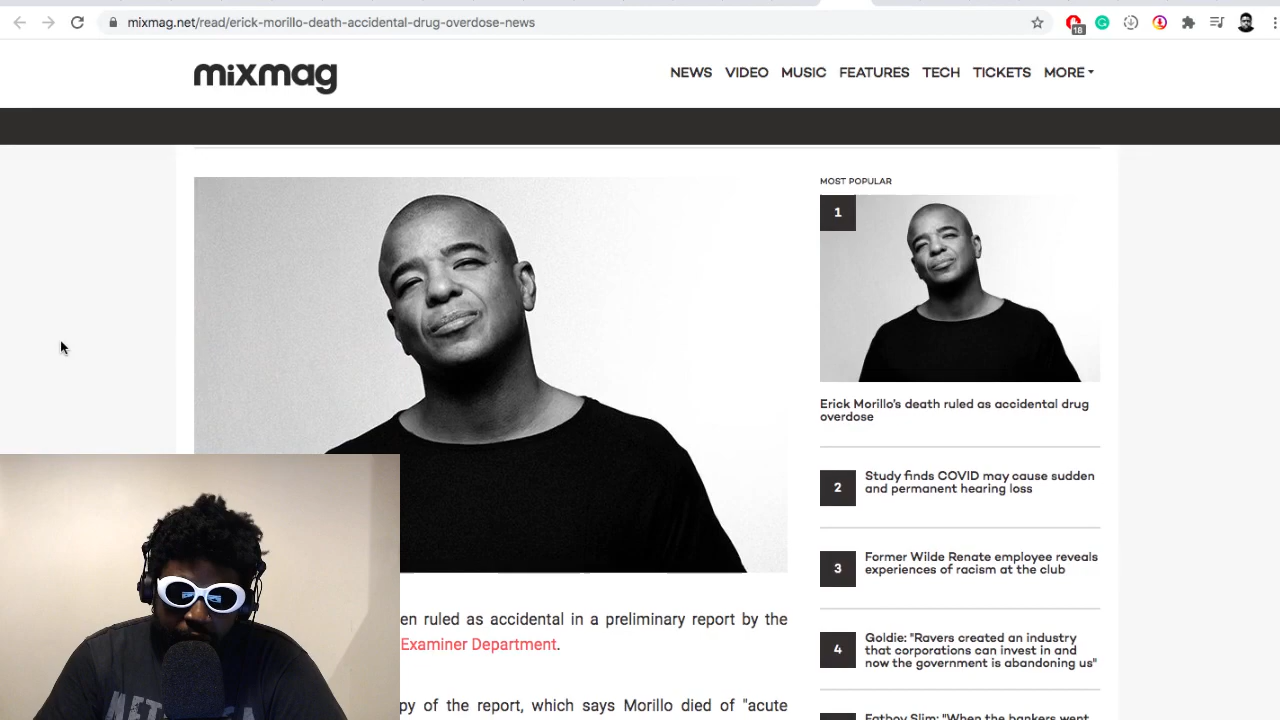 mixmag.net/read/erick-morillo-death-accidental-drug-overdose-news
18
mixmag
NEWS VIDEO MUSIC FEATURES TECH TICKETS MORE
MOST POPULAR
1
Erick Morillo's death ruled as accidental drug
overdose
2
Study finds COVID may cause sudden
and permanent hearing loss
3
Former Wilde Renate employee reveals
experiences of racism at the club
4
Goldie: "Ravers created an industry
that corporations can invest in and
now the government is abandoning us"
Fatboy Slim: "When the bankers went
en ruled as accidental in a preliminary report by the
Examiner Department.
py of the report, which says Morillo died of "acute